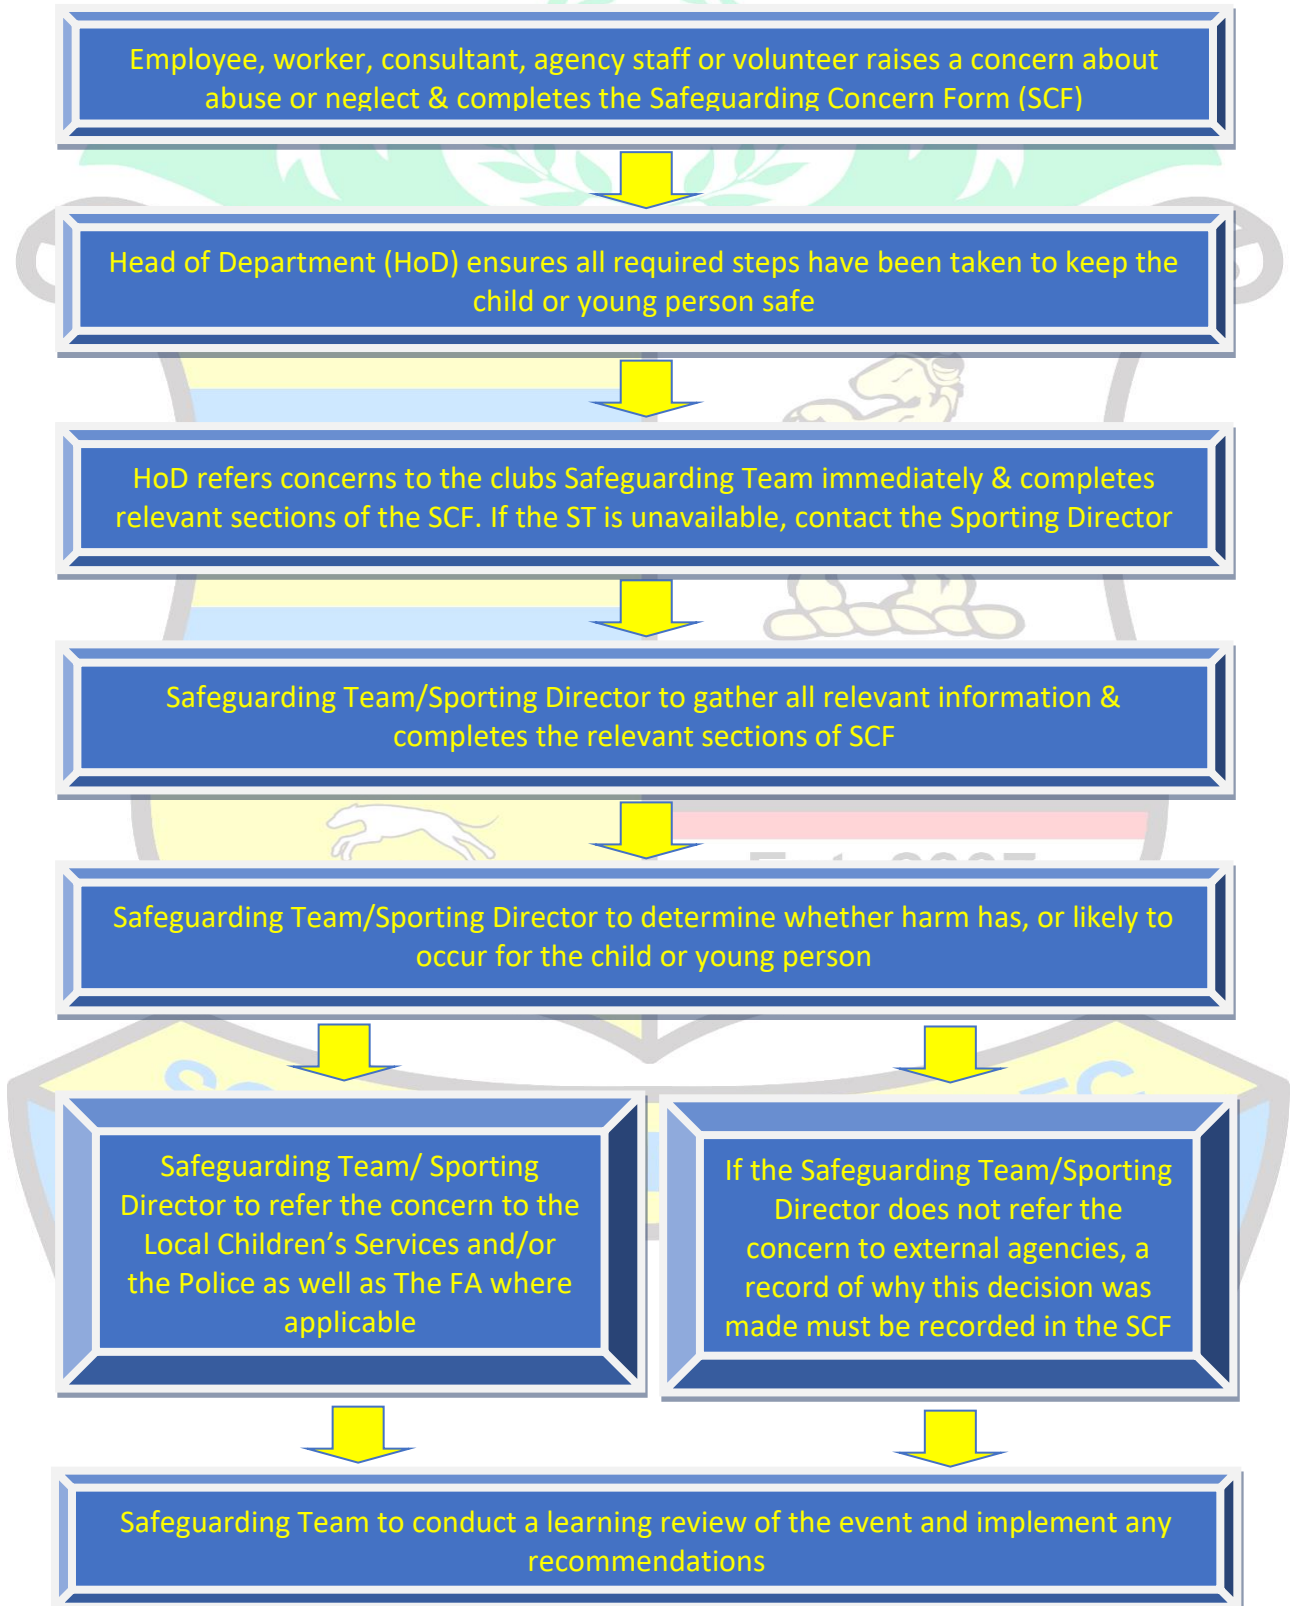 Employee, worker, consultant, agency staff or volunteer raises a concern about
abuse or neglect & completes the Safeguarding Concern Form (SCF)
Head of Department (HoD) ensures all required steps have been taken to keep the
child or young person safe
HoD refers concerns to the clubs Safeguarding Team immediately & completes
relevant sections of the SCF. If the ST is unavailable, contact the Sporting Director
Safeguarding Team/Sporting Director to gather all relevant information &
completes the relevant sections of SCF
Safeguarding Team/Sporting Director to determine whether harm has, or likely to
occur for the child or young person
Safeguarding Team/ Sporting
Director to refer the concern to the
Local Children’s Services and/or
the Police as well as The FA where
applicable
If the Safeguarding Team/Sporting
Director does not refer the
concern to external agencies, a
record of why this decision was
made must be recorded in the SCF
Safeguarding Team to conduct a learning review of the event and implement any
recommendations